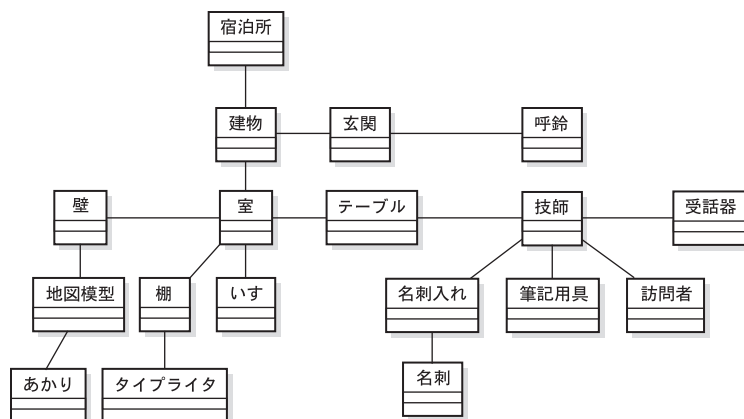 宿泊所
建物
玄関
呼鈴
壁
室
テーブル
技師
受話器
地図模型
棚
いす
名刺入れ
筆記用具
訪問者
あかり
タイプライタ
名刺